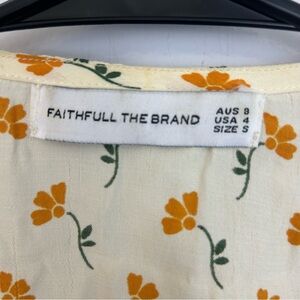 FAITHFULL THE BRAND
AUS 8
USA 4
SIZE S